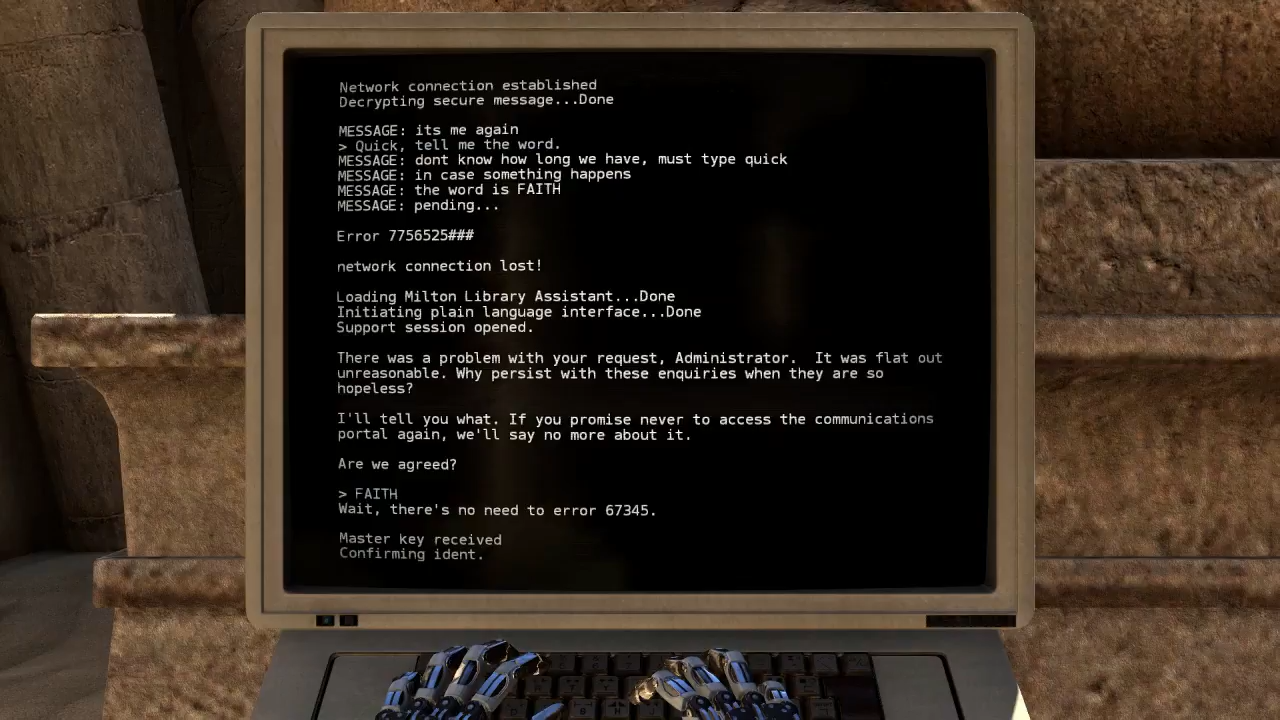 Network connection established
Decrypting secure message...Done
MESSAGE: its me again
> Quick, tell me the word.
MESSAGE: dont know how long we have, must type quick
MESSAGE: in case something happens
MESSAGE: the word is FAITH
MESSAGE: pending...
Error 7756525###
network connection lost!
Loading Milton Library Assistant...Done
Initiating plain language interface...Done
Support session opened.
There was a problem with your request, Administrator.  It was flat out
unreasonable. Why persist with these enquiries when they are so
hopeless?
I'll tell you what. If you promise never to access the communications
portal again, we'll say no more about it.
Are we agreed?
> FAITH
Wait, there's no need to error 67345.
Master key received
Confirming ident.